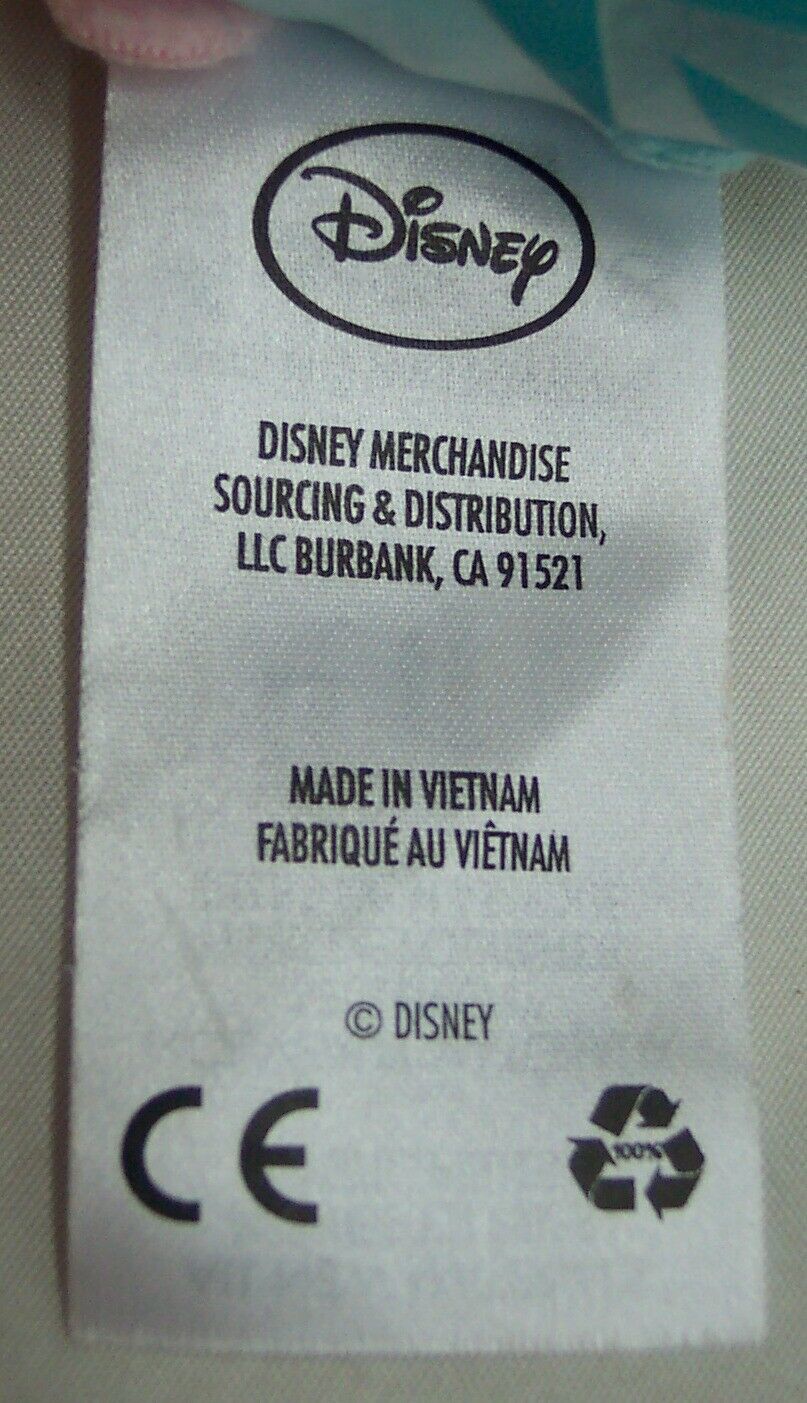 Disney
DISNEY MERCHANDISE
SOURCING & DISTRIBUTION,
LLC BURBANK, CA 91521
MADE IN VIETNAM
FABRIQUÉ AU VIÊTNAM
© DISNEY
CE
100%